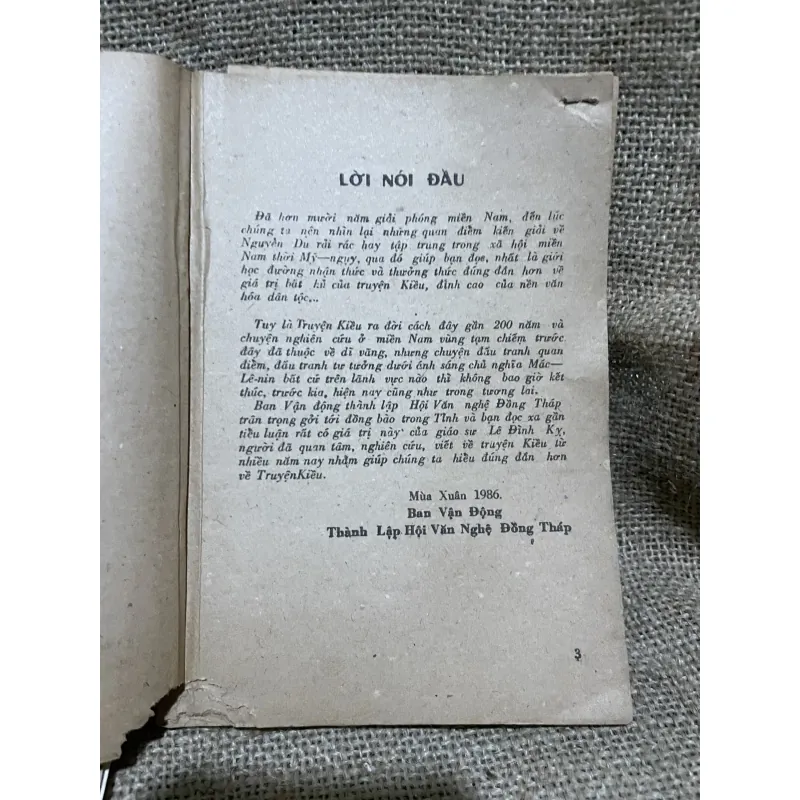 LỜI NÓI ĐẦU
Đã hơn mười năm giải phóng miền Nam, đến lúc
chúng ta nên nhìn lại những quan điểm kiến giải về
Nguyễn Du rải rác hay tập trung trong xã hội miền
Nam thời Mỹ—ngụy, qua đó giúp bạn đọc, nhất là giới
học đường nhận thức và thưởng thức đúng đắn hơn về
giá trị bất hủ của truyện Kiều, đỉnh cao của nền văn
hóa dân tộc...
Tuy là Truyện Kiều ra đời cách đây gần 200 năm và
chuyện nghiên cứu ở miền Nam vùng tạm chiếm trước
đây đã thuộc về dĩ vãng, nhưng chuyện đấu tranh quan
điểm, đấu tranh tư tưởng dưới ánh sáng chủ nghĩa Mác—
Lê-nin bất cứ trên lãnh vực nào thì không bao giờ kết
thúc, trước kia, hiện nay cũng như trong tương lai.
Ban Vận động thành lập Hội Văn nghệ Đồng Tháp
trân trọng gởi tới đồng bào trong Tỉnh và bạn đọc xa gần
tiểu luận rất có giá trị này của giáo sư Lê Đình Kỵ,
người đã quan tâm, nghiên cứu, viết về truyện Kiều từ
nhiều năm nay nhằm giúp chúng ta hiểu đúng đắn hơn
về TruyệnKiều.
Mùa Xuân 1986.
Ban Vận Động
Thành Lập Hội Văn Nghệ Đồng Tháp
3